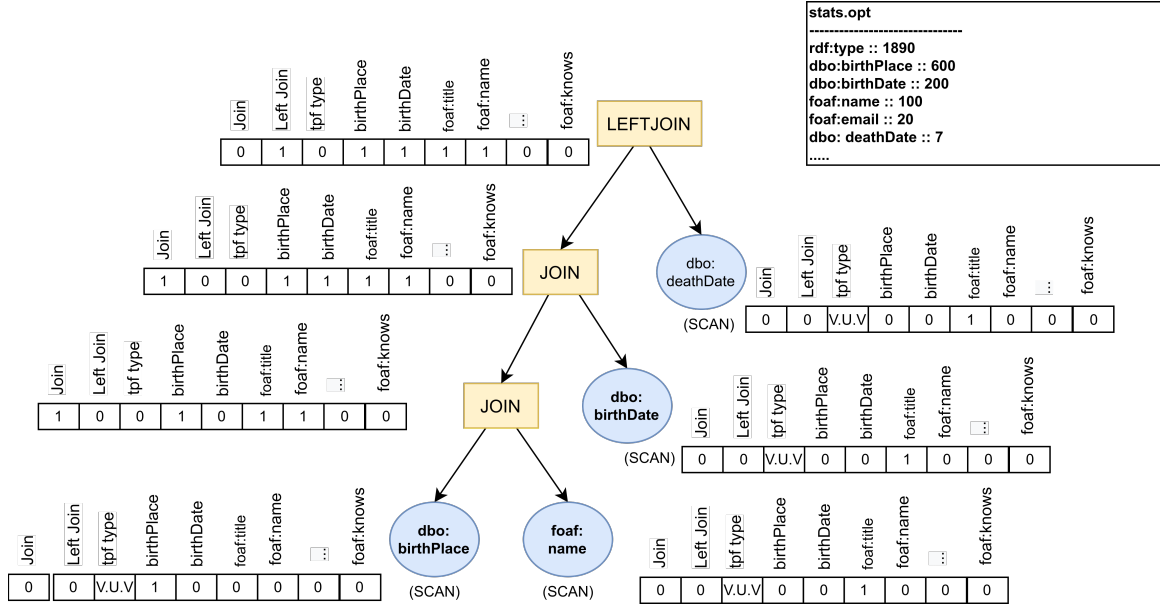 stats.opt
-------------------------------
rdf:type :: 1890
dbo:birthPlace :: 600
dbo:birthDate :: 200
foaf:name :: 100
foaf:email :: 20
dbo: deathDate :: 7
.....
Join Left Join tpf type birthPlace birthDate foaf:title foaf:name ... foaf:knows
0 1 0 1 1 1 1 0 0
LEFTJOIN
Join Left Join tpf type birthPlace birthDate foaf:title foaf:name ... foaf:knows
1 0 0 1 1 1 1 0 0
JOIN
dbo:
deathDate
(SCAN)
Join Left Join tpf type birthPlace birthDate foaf:title foaf:name ... foaf:knows
0 0 V.U.V 0 0 1 0 0 0
Join Left Join tpf type birthPlace birthDate foaf:title foaf:name ... foaf:knows
1 0 0 1 0 1 1 0 0
JOIN
dbo:
birthDate
(SCAN)
Join Left Join tpf type birthPlace birthDate foaf:title foaf:name ... foaf:knows
0 0 V.U.V 0 0 1 0 0 0
Join Left Join tpf type birthPlace birthDate foaf:title foaf:name ... foaf:knows
0 0 V.U.V 1 0 0 0 0 0
dbo:
birthPlace
(SCAN)
foaf:
name
(SCAN)
Join Left Join tpf type birthPlace birthDate foaf:title foaf:name ... foaf:knows
0 0 V.U.V 0 0 1 0 0 0